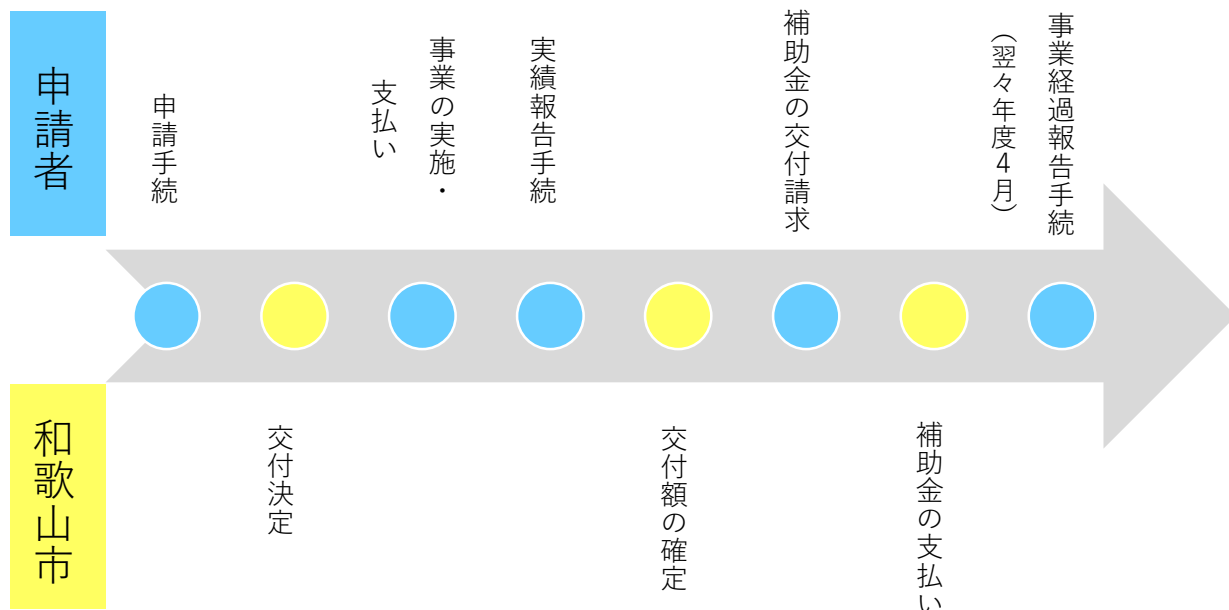 申請者
申請手続
事業の実施・
支払い
実績報告手続
補助金の交付請求
事業経過報告手続
（翌々年度4月）
和歌山市
交付決定
交付額の確定
補助金の支払い